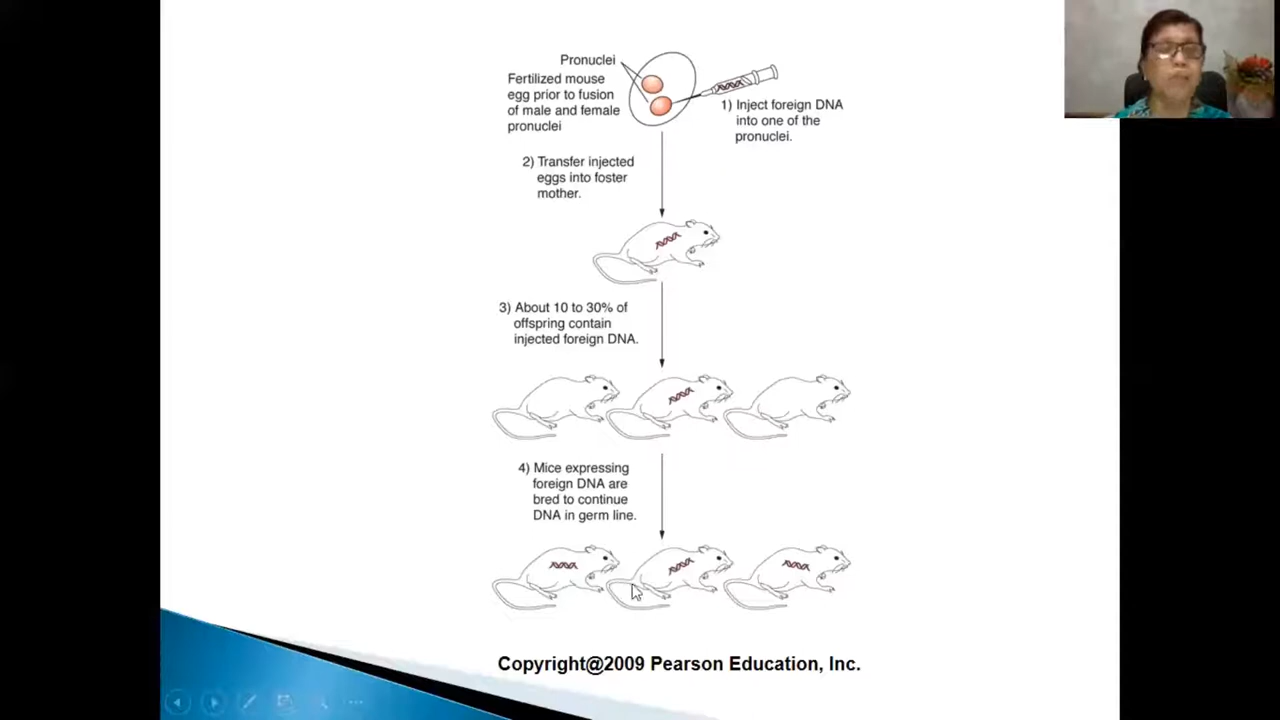 Pronuclei
Fertilized mouse
egg prior to fusion
of male and female
pronuclei
1) Inject foreign DNA
into one of the
pronuclei.
2) Transfer injected
eggs into foster
mother.
3) About 10 to 30% of
offspring contain
injected foreign DNA.
4) Mice expressing
foreign DNA are
bred to continue
DNA in germ line.
Copyright@2009 Pearson Education, Inc.